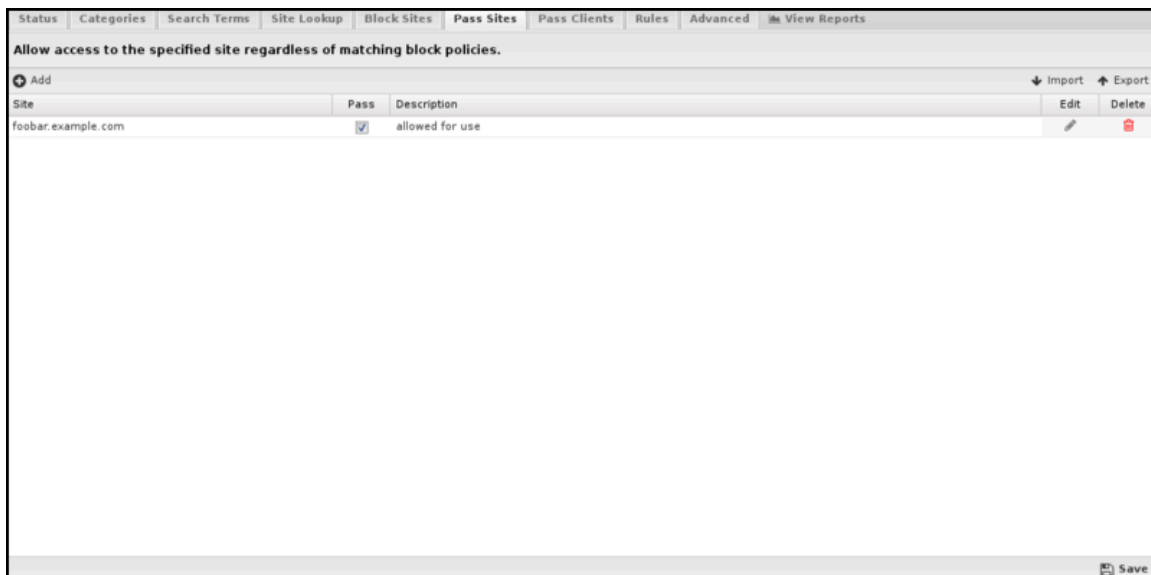 Status Categories Search Terms Site Lookup Block Sites Pass Sites Pass Clients Rules Advanced View Reports
Allow access to the specified site regardless of matching block policies.
Add Import Export
Site Pass Description Edit Delete
foobar.example.com allowed for use
Save